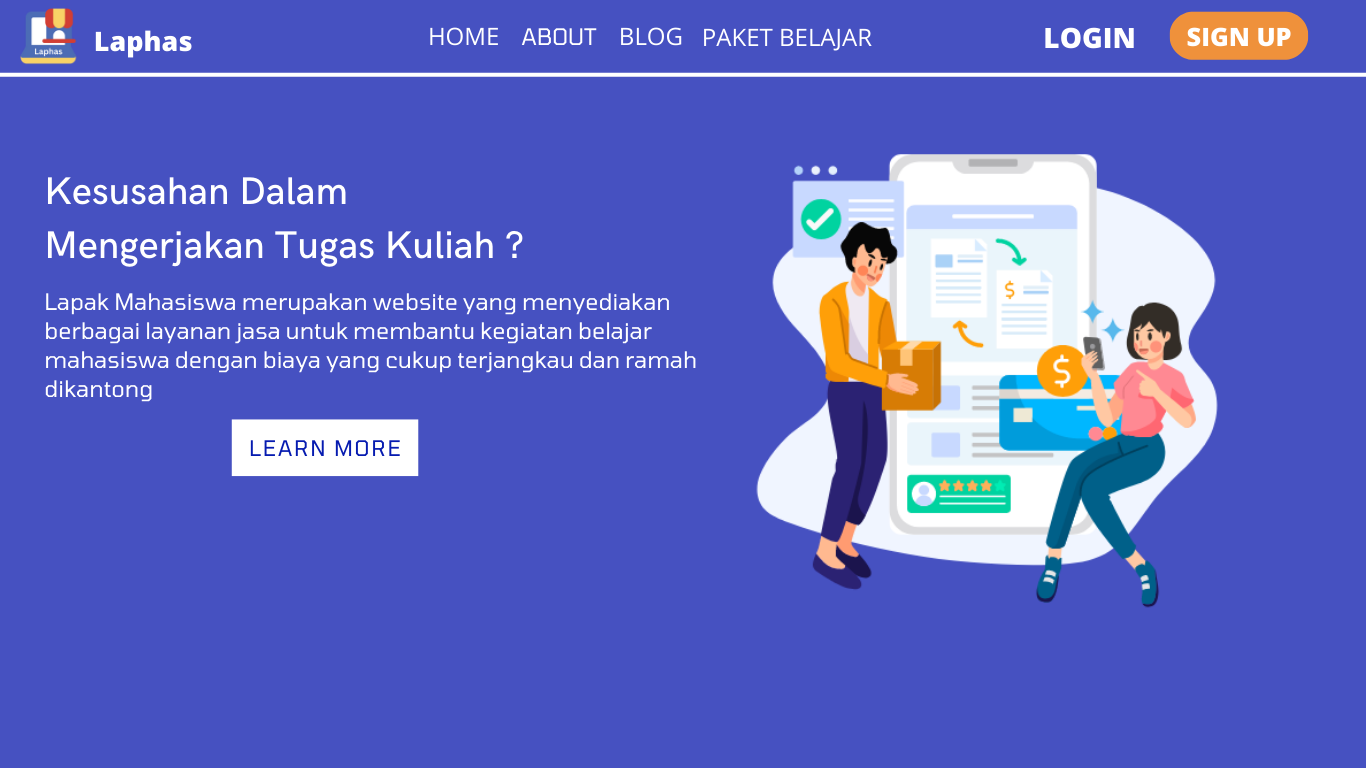 Laphas
Laphas
HOME ABOUT BLOG PAKET BELAJAR
LOGIN
SIGN UP
Kesusahan Dalam
Mengerjakan Tugas Kuliah ?
Lapak Mahasiswa merupakan website yang menyediakan
berbagai layanan jasa untuk membantu kegiatan belajar
mahasiswa dengan biaya yang cukup terjangkau dan ramah
dikantong
LEARN MORE
$
$